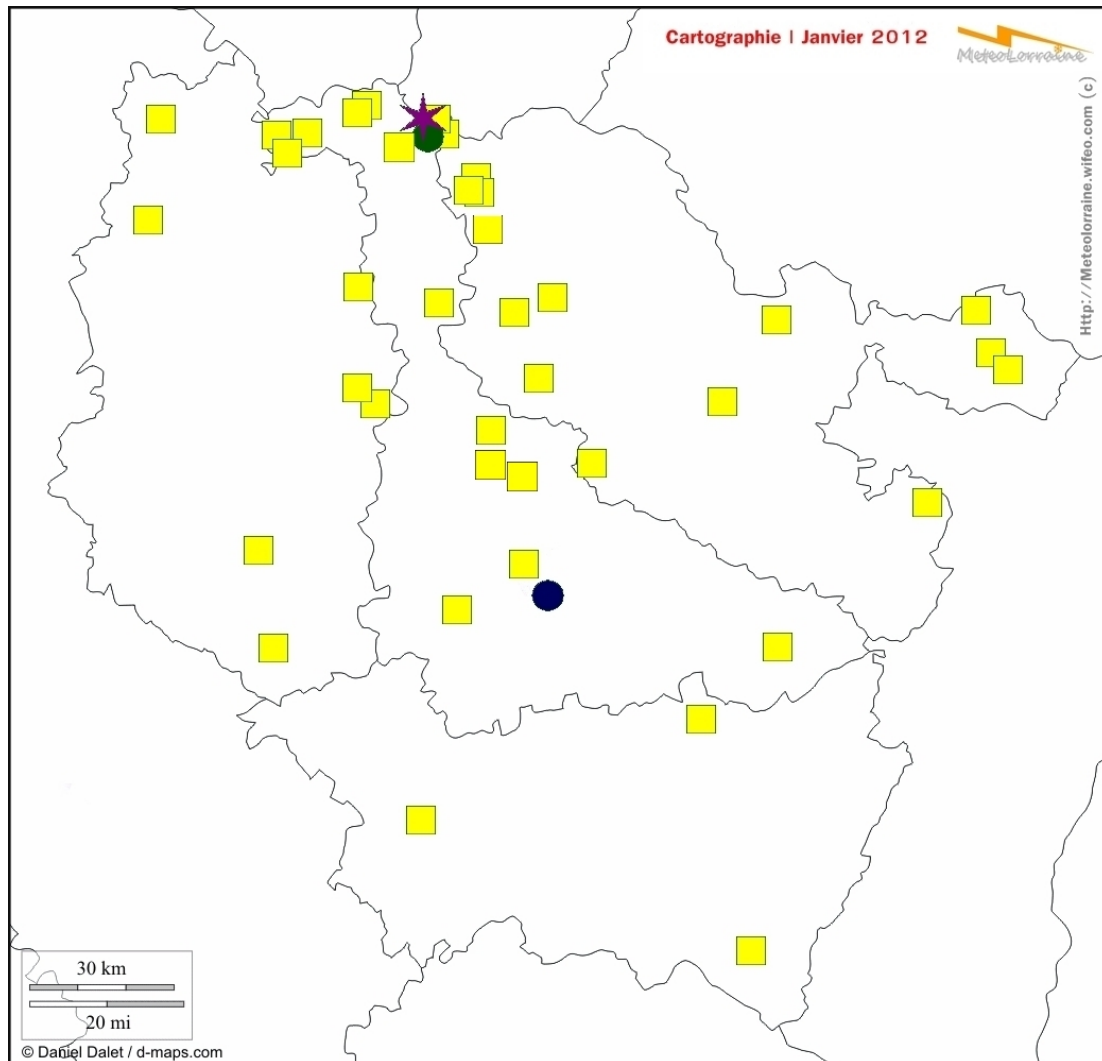 Cartographie | Janvier 2012
MeteoLorraine
Http://Meteolorraine.wifeo.com (c)
30 km
20 mi
© Daniel Dalet / d-maps.com